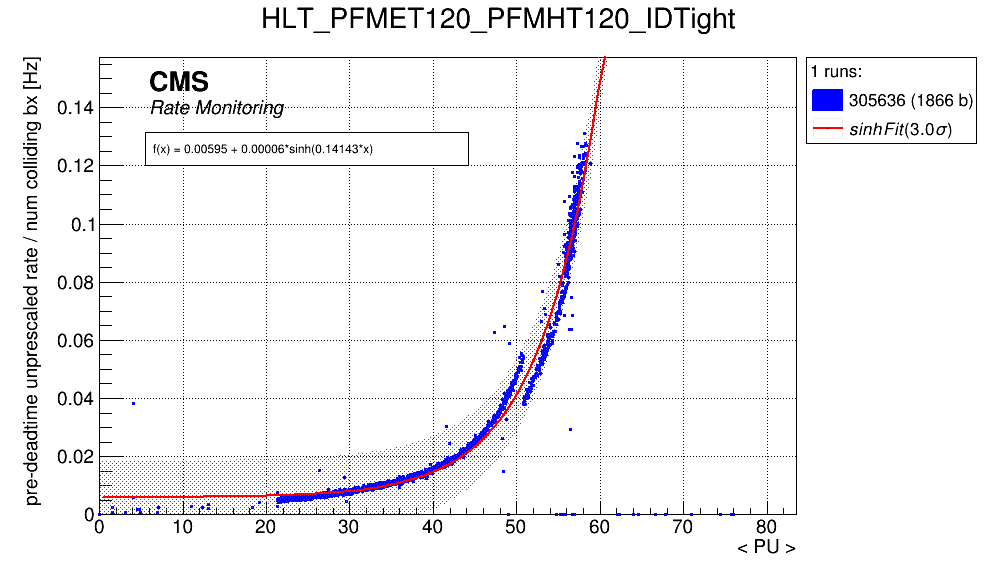 HLT_PFMET120_PFMHT120_IDTight
pre-deadtime unprescaled rate / num colliding bx [Hz]
CMS
Rate Monitoring
f(x) = 0.00595 + 0.00006*sinh(0.14143*x)
1 runs:
305636 (1866 b)
sinhFit(3.0σ)
0.14
0.12
0.1
0.08
0.06
0.04
0.02
0
0 10 20 30 40 50 60 70 80
< PU >